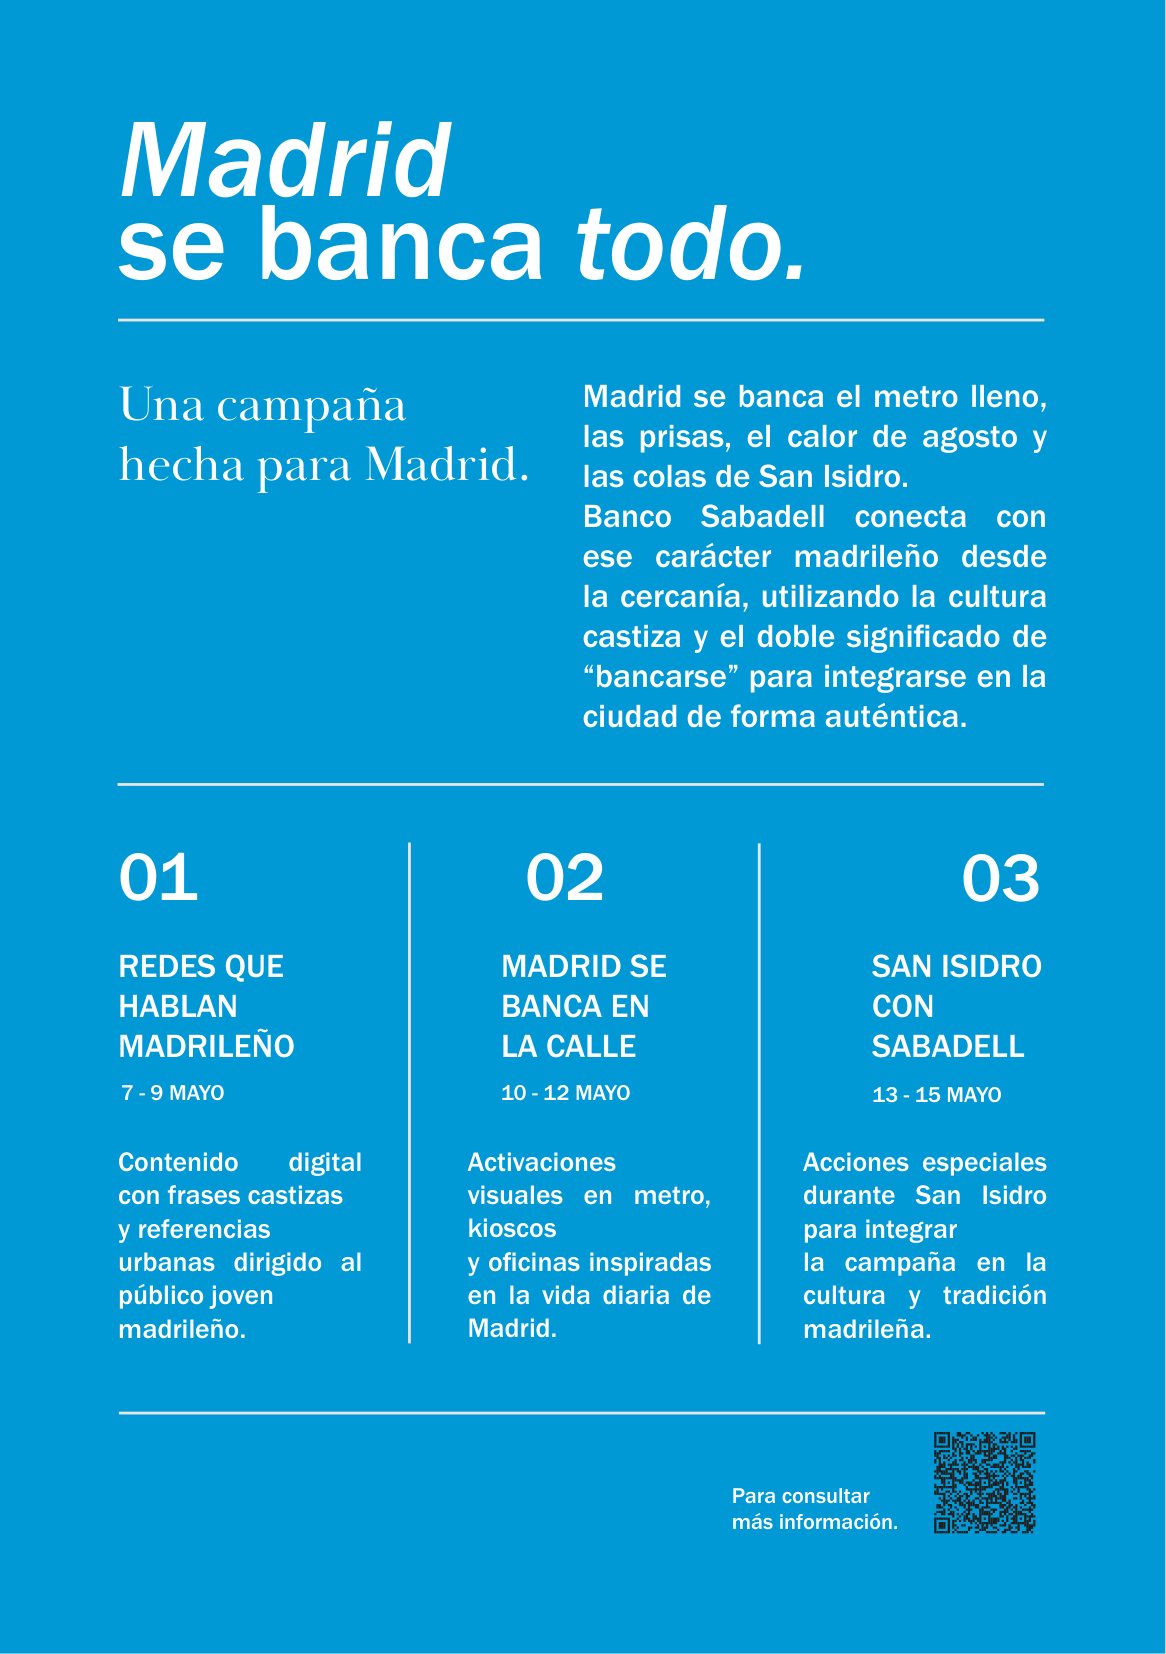 Madrid
se banca todo.
Una campaña
hecha para Madrid.
Madrid se banca el metro lleno,
las prisas, el calor de agosto y
las colas de San Isidro.
Banco Sabadell conecta con
ese carácter madrileño desde
la cercanía, utilizando la cultura
castiza y el doble significado de
“bancarse” para integrarse en la
ciudad de forma auténtica.
01
REDES QUE
HABLAN
MADRILEÑO
7 - 9 MAYO
Contenido digital
con frases castizas
y referencias
urbanas dirigido al
público joven
madrileño.
02
MADRID SE
BANCA EN
LA CALLE
10 - 12 MAYO
Activaciones
visuales en metro,
kioscos
y oficinas inspiradas
en la vida diaria de
Madrid.
03
SAN ISIDRO
CON
SABADELL
13 - 15 MAYO
Acciones especiales
durante San Isidro
para integrar
la campaña en la
cultura y tradición
madrileña.
Para consultar
más información.